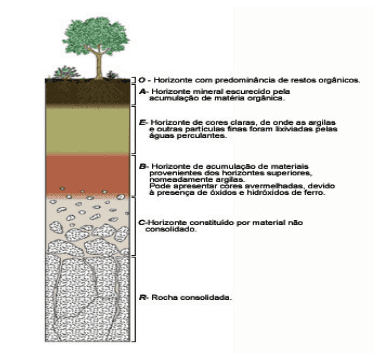 O - Horizonte com predominância de restos orgânicos.
A- Horizonte mineral escurecido pela
acumulação de matéria orgânica.
E- Horizonte de cores claras, de onde as argilas
e outras partículas finas foram lixiviadas pelas
águas perculantes.
B- Horizonte de acumulação de materiais
provenientes dos horizontes superiores,
nomeadamente argilas.
Pode apresentar cores avermelhadas, devido
à presença de óxidos e hidróxidos de ferro.
C-Horizonte constituído por material não
consolidado.
R- Rocha consolidada.